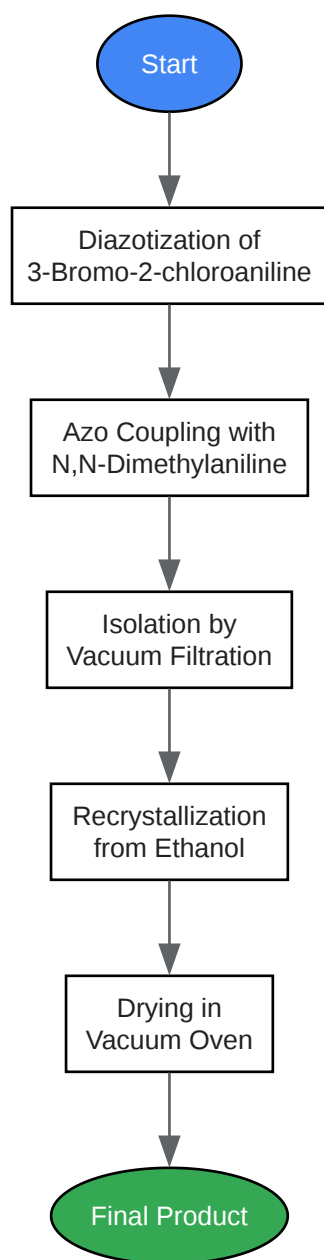 Start
Diazotization of
3-Bromo-2-chloroaniline
Azo Coupling with
N,N-Dimethylaniline
Isolation by
Vacuum Filtration
Recrystallization
from Ethanol
Drying in
Vacuum Oven
Final Product